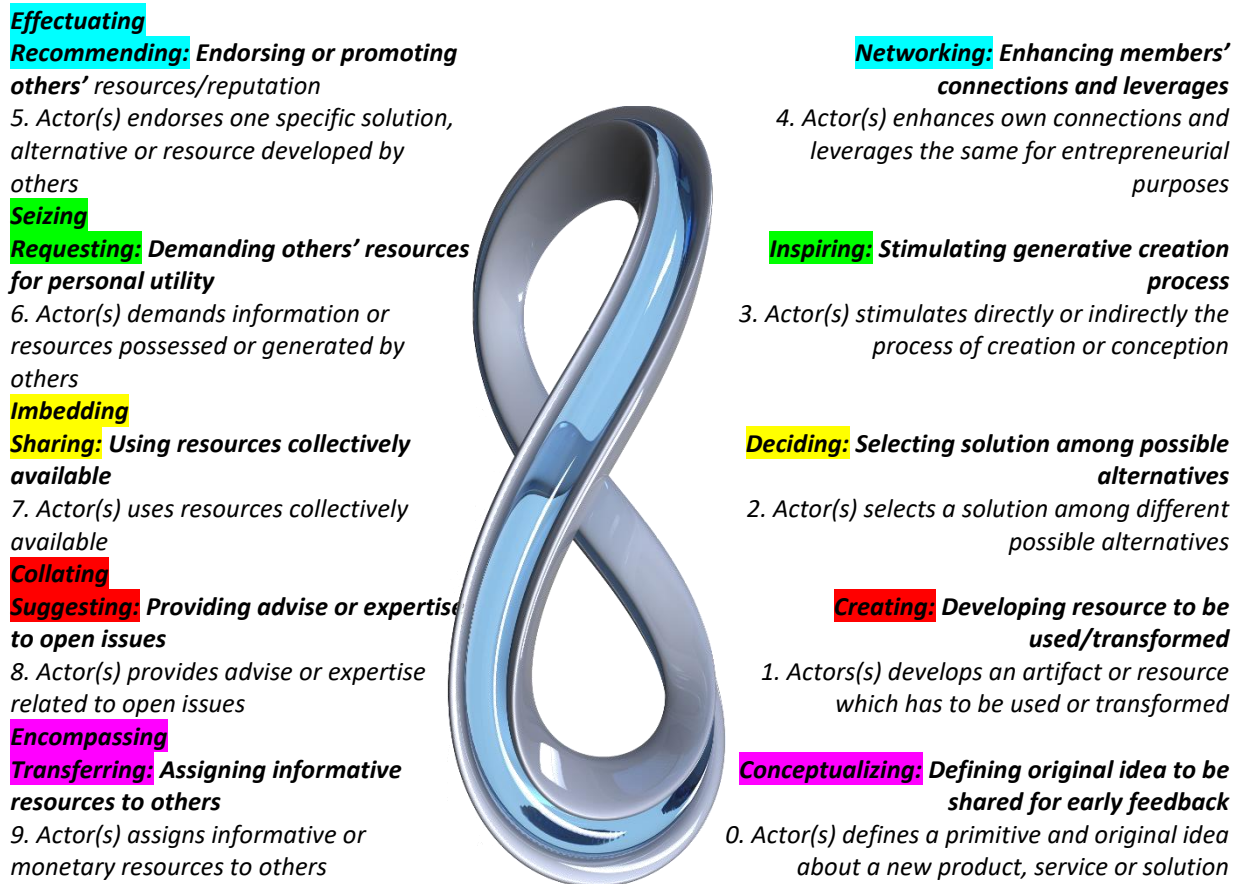 Effectuating
Recommending: Endorsing or promoting
others’ resources/reputation
5. Actor(s) endorses one specific solution,
alternative or resource developed by
others
Seizing
Requesting: Demanding others’ resources
for personal utility
6. Actor(s) demands information or
resources possessed or generated by
others
Imbedding
Sharing: Using resources collectively
available
7. Actor(s) uses resources collectively
available
Collating
Suggesting: Providing advise or expertise
to open issues
8. Actor(s) provides advise or expertise
related to open issues
Encompassing
Transferring: Assigning informative
resources to others
9. Actor(s) assigns informative or
monetary resources to others
Networking: Enhancing members’
connections and leverages
4. Actor(s) enhances own connections and
leverages the same for entrepreneurial
purposes
Inspiring: Stimulating generative creation
process
3. Actor(s) stimulates directly or indirectly the
process of creation or conception
Deciding: Selecting solution among possible
alternatives
2. Actor(s) selects a solution among different
possible alternatives
Creating: Developing resource to be
used/transformed
1. Actors(s) develops an artifact or resource
which has to be used or transformed
Conceptualizing: Defining original idea to be
shared for early feedback
0. Actor(s) defines a primitive and original idea
about a new product, service or solution